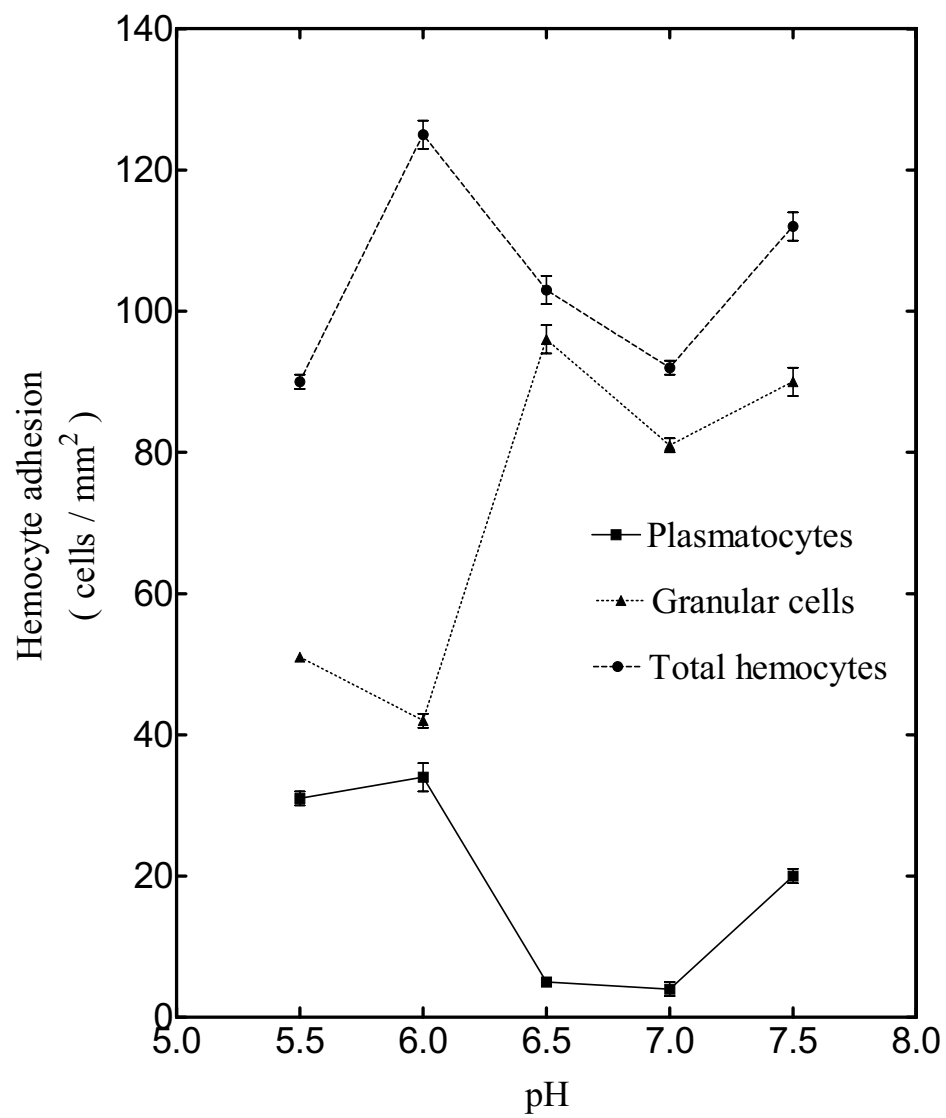 140
120
100
80
60
40
20
0
Hemocyte adhesion
( cells / mm²  )
Plasmatocytes
Granular cells
Total hemocytes
5.0 5.5 6.0 6.5 7.0 7.5 8.0
pH